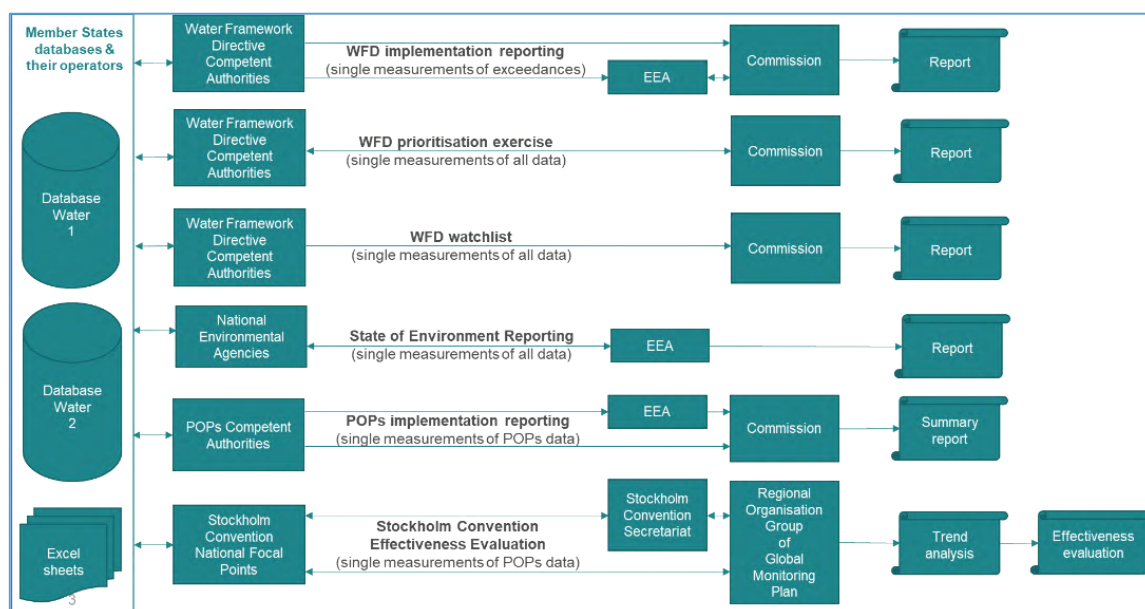 Member States
databases &
their operators
Database
Water
1
Database
Water
2
Excel
sheets
3
Water Framework
Directive
Competent
Authorities
WFD implementation reporting
(single measurements of exceedances)
EEA
Commission
Report
Water Framework
Directive
Competent
Authorities
WFD prioritisation exercise
(single measurements of all data)
Commission
Report
Water Framework
Directive
Competent
Authorities
WFD watchlist
(single measurements of all data)
Commission
Report
National
Environmental
Agencies
State of Environment Reporting
(single measurements of all data)
EEA
Report
POPs Competent
Authorities
POPs implementation reporting
(single measurements of POPs data)
EEA
Commission
Summary
report
Stockholm
Convention
National Focal
Points
Stockholm Convention
Effectiveness Evaluation
(single measurements of POPs data)
Stockholm
Convention
Secretariat
Regional
Organisation
Group
of
Global
Monitoring
Plan
Trend
analysis
Effectiveness
evaluation